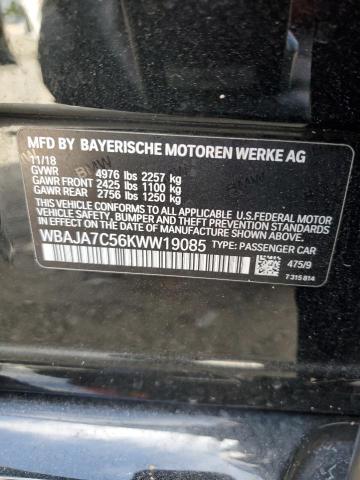 MFD BY BAYERISCHE MOTOREN WERKE AG
11/18
GVWR 4976 lbs 2257 kg
GAWR FRONT 2425 lbs 1100 kg
GAWR REAR 2756 lbs 1250 kg
THIS VEHICLE CONFORMS TO ALL APPLICABLE U.S.FEDERAL MOTOR
VEHICLE SAFETY, BUMPER, AND THEFT PREVENTION STANDARDS
IN EFFECT ON THE DATE OF MANUFACTURE SHOWN ABOVE.
WBAJA7C56KWW19085 TYPE: PASSENGER CAR
475/9
7 315 814